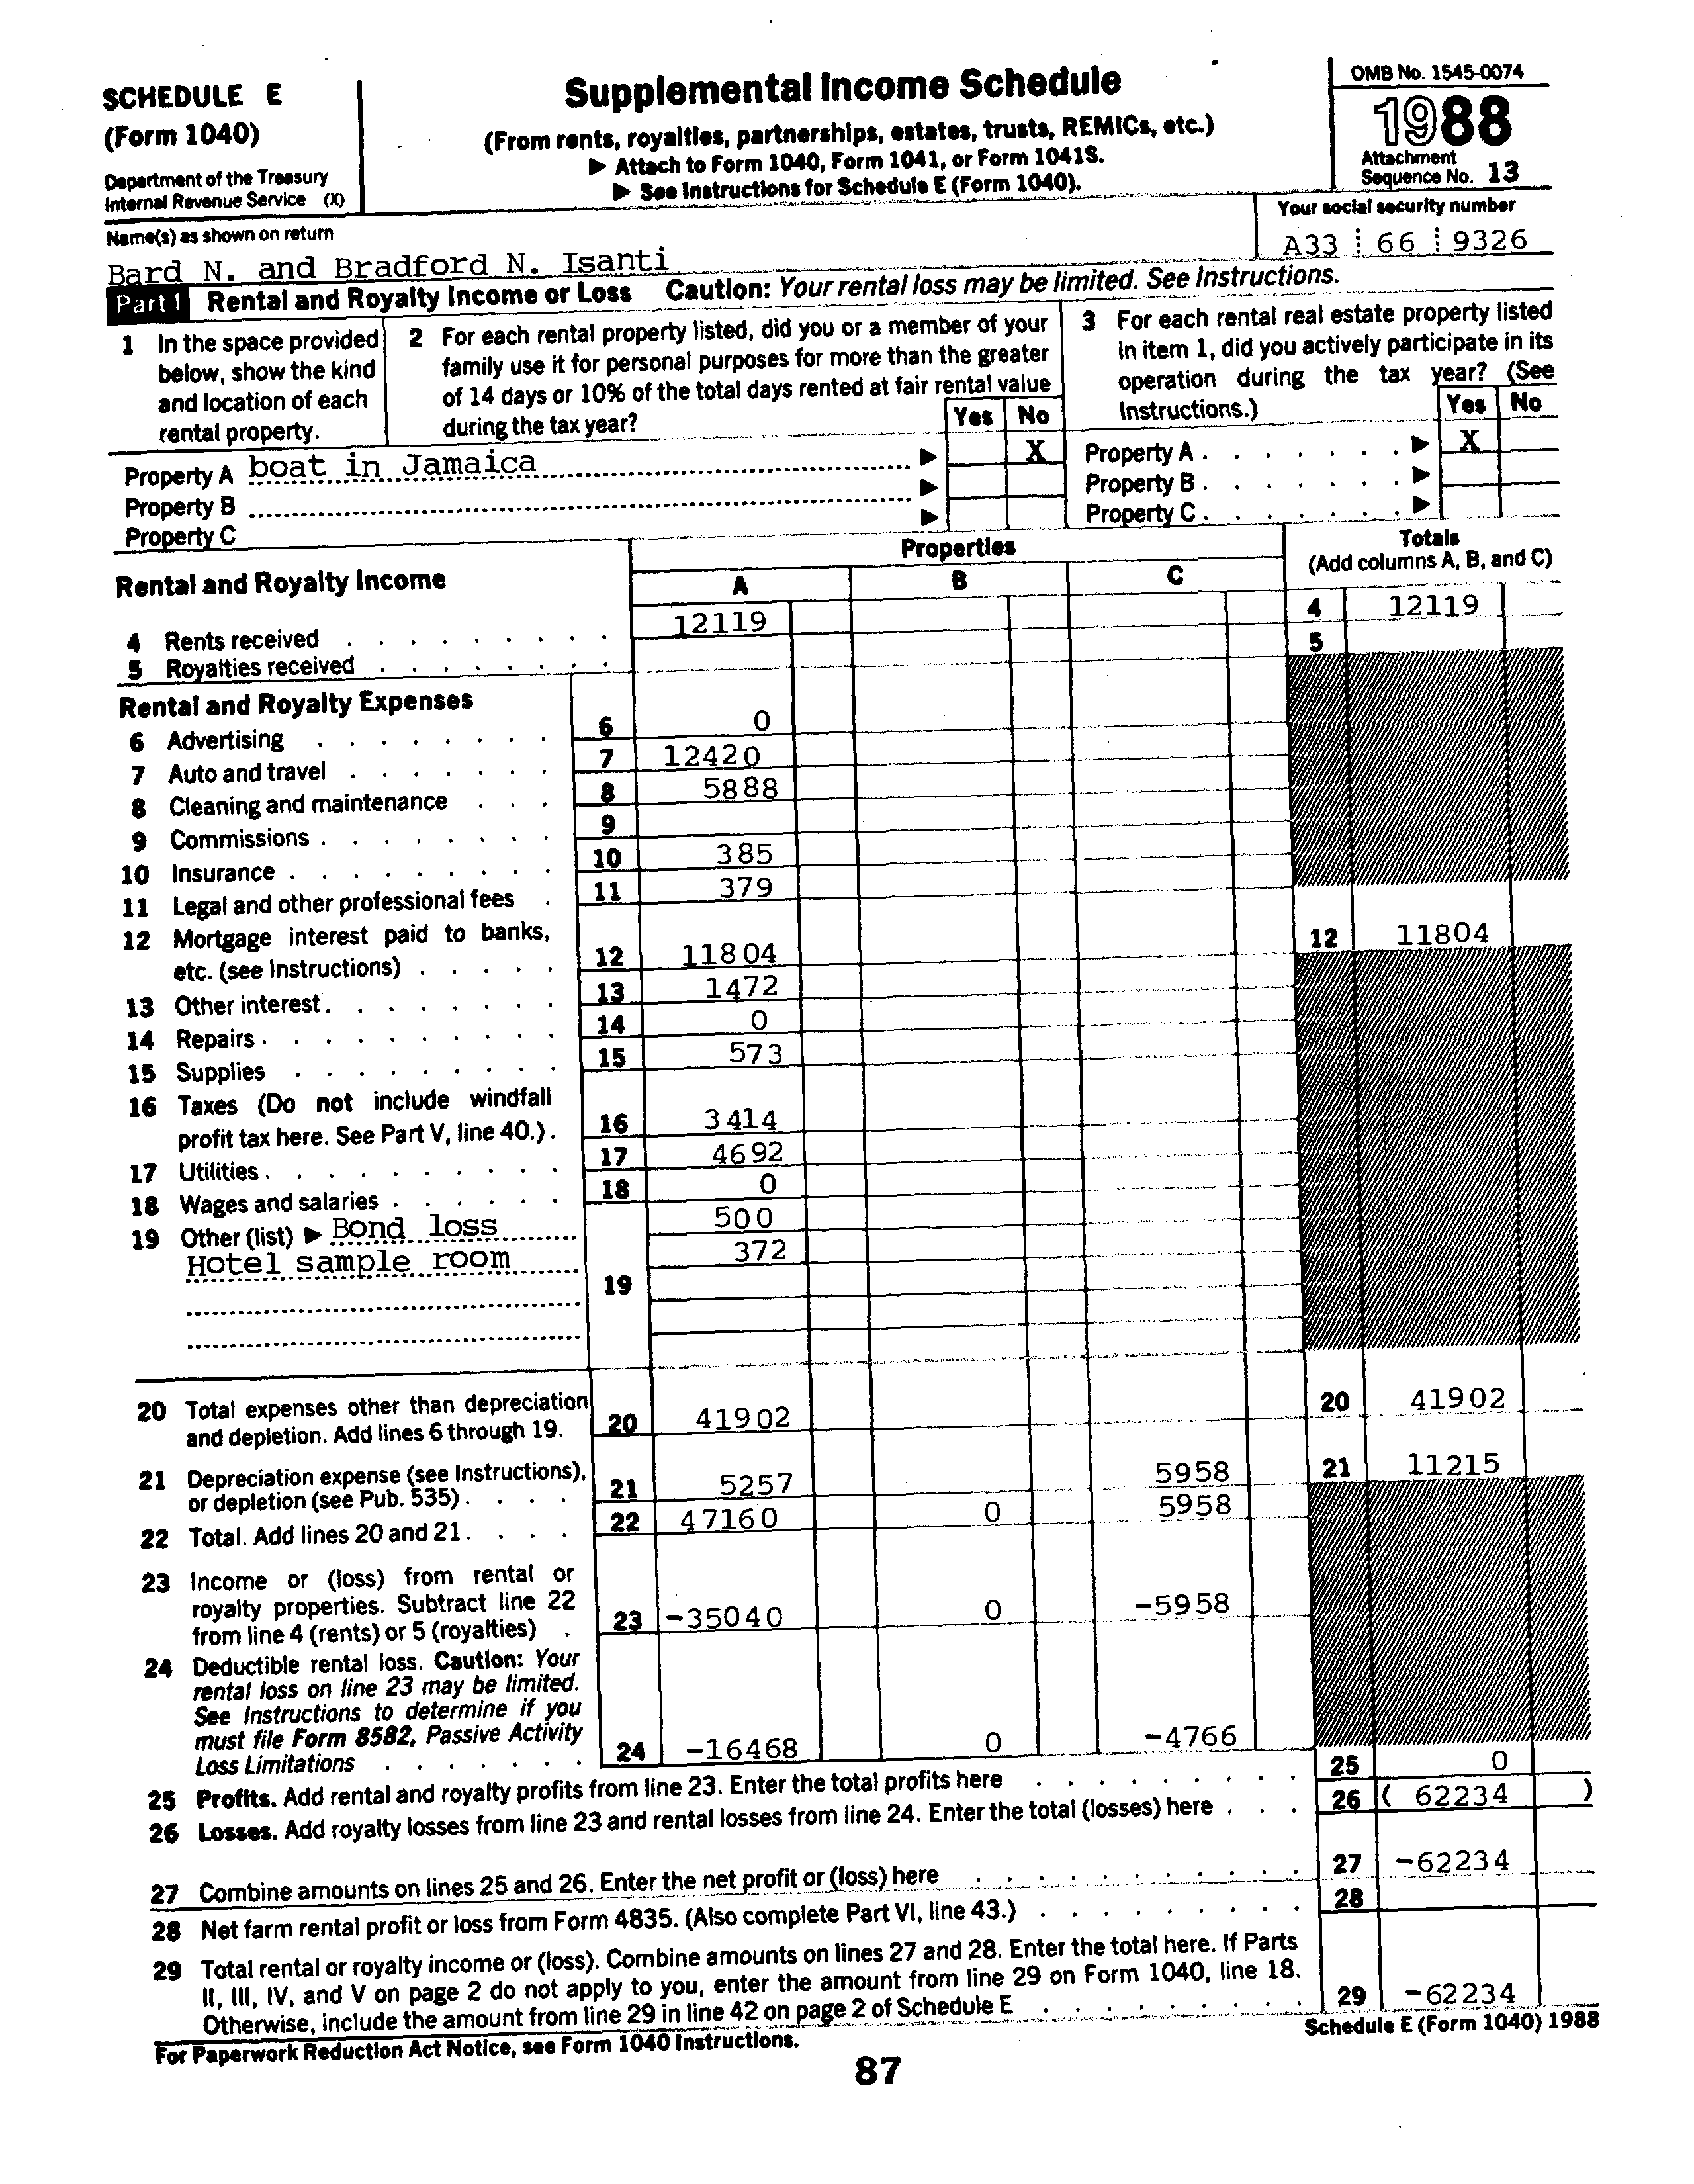 SCHEDULE E
(Form 1040)
Department of the Treasury
Internal Revenue Service (X)
Supplemental Income Schedule
(From rents, royalties, partnerships, estates, trusts, REMICs, etc.)
▶ Attach to Form 1040, Form 1041, or Form 1041S.
▶ See Instructions for Schedule E (Form 1040).
OMB No. 1545-0074
1988
Attachment
Sequence No. 13
Name(s) as shown on return
Bard N. and Bradford N. Isanti
Your social security number
A33 66 9326
Part I Rental and Royalty Income or Loss Caution: Your rental loss may be limited. See Instructions.
1 In the space provided
below, show the kind
and location of each
rental property.
2 For each rental property listed, did you or a member of your
family use it for personal purposes for more than the greater
of 14 days or 10% of the total days rented at fair rental value
during the tax year?
Yes No
3 For each rental real estate property listed
in item 1, did you actively participate in its
operation during the tax year? (See
Instructions.)
Yes No
Property A boat in Jamaica ▶ X
Property B ▶
Property C ▶
Property A . . . . . . . ▶ X
Property B . . . . . . . ▶
Property C . . . . . . . ▶
Rental and Royalty Income
Properties
A B C
Totals
(Add columns A, B, and C)
4 Rents received 12119 4 12119
5 Royalties received 5
Rental and Royalty Expenses
6 Advertising 6 0
7 Auto and travel 7 12420
8 Cleaning and maintenance 8 5888
9 Commissions 9
10 Insurance 10 385
11 Legal and other professional fees 11 379
12 Mortgage interest paid to banks,
etc. (see Instructions) 12 11804 12 11804
13 Other interest 13 1472
14 Repairs 14 0
15 Supplies 15 573
16 Taxes (Do not include windfall
profit tax here. See Part V, line 40.) 16 3414
17 Utilities 17 4692
18 Wages and salaries 18 0
19 Other (list) ▶ Bond loss 500
Hotel sample room 372
19
20 Total expenses other than depreciation
and depletion. Add lines 6 through 19. 20 41902 20 41902
21 Depreciation expense (see Instructions),
or depletion (see Pub. 535) 21 5257 5958 21 11215
22 Total. Add lines 20 and 21 22 47160 0 5958
23 Income or (loss) from rental or
royalty properties. Subtract line 22
from line 4 (rents) or 5 (royalties) 23 -35040 0 -5958
24 Deductible rental loss. Caution: Your
rental loss on line 23 may be limited.
See Instructions to determine if you
must file Form 8582, Passive Activity
Loss Limitations 24 -16468 0 -4766
25 Profits. Add rental and royalty profits from line 23. Enter the total profits here 25 0
26 Losses. Add royalty losses from line 23 and rental losses from line 24. Enter the total (losses) here 26 ( 62234 )
27 Combine amounts on lines 25 and 26. Enter the net profit or (loss) here 27 -62234
28 Net farm rental profit or loss from Form 4835. (Also complete Part VI, line 43.) 28
29 Total rental or royalty income or (loss). Combine amounts on lines 27 and 28. Enter the total here. If Parts
II, III, IV, and V on page 2 do not apply to you, enter the amount from line 29 on Form 1040, line 18.
Otherwise, include the amount from line 29 in line 42 on page 2 of Schedule E 29 -62234
For Paperwork Reduction Act Notice, see Form 1040 Instructions.
Schedule E (Form 1040) 1988
87